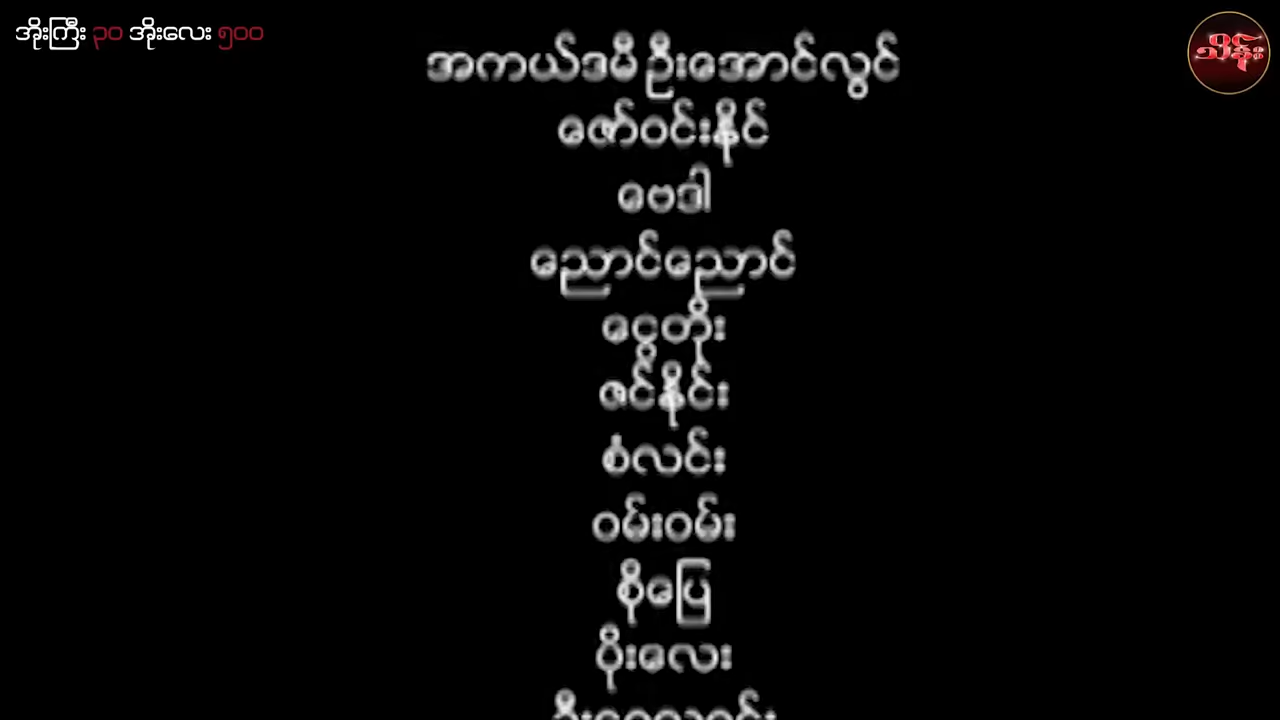 အိုးကြီး ၃၀ အိုးလေး ၅၀၀
သိန်း
အကယ်ဒမီ ဦးအောင်လွင်
ဇော်ဝင်းနိုင်
ဗေဒါ
ညောင်ညောင်
ငွေတိုး
ဇင်နိုင်း
စံလင်း
ဝမ်းဝမ်း
စိုပြေ
ပိုးလေး